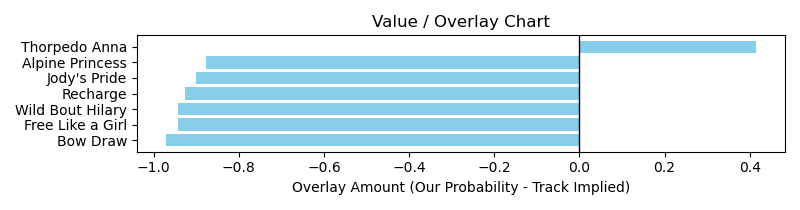 Value / Overlay Chart
Thorpedo Anna
Alpine Princess
Jody's Pride
Recharge
Wild Bout Hilary
Free Like a Girl
Bow Draw
−1.0 −0.8 −0.6 −0.4 −0.2 0.0 0.2 0.4
Overlay Amount (Our Probability - Track Implied)